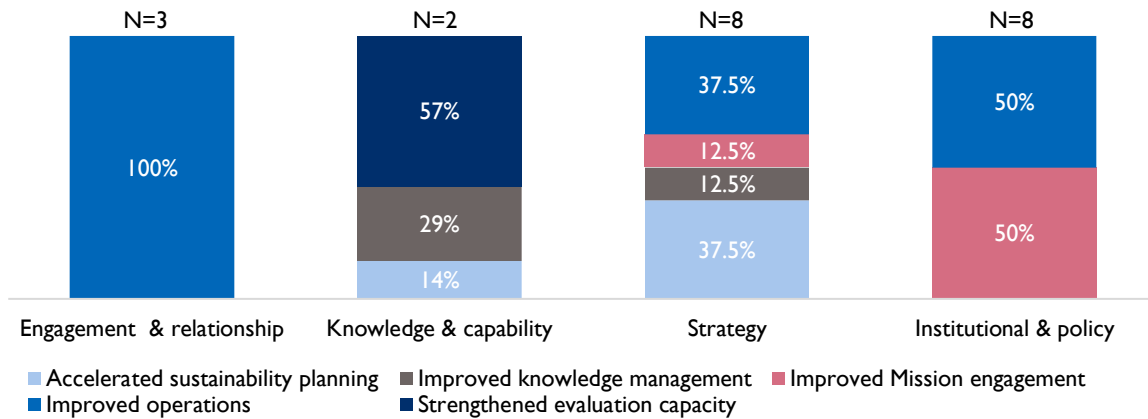 N=3 N=2 N=8 N=8
100%
57%
29%
14%
37.5%
12.5%
12.5%
37.5%
50%
50%
Engagement & relationship Knowledge & capability Strategy Institutional & policy
Accelerated sustainability planning Improved knowledge management Improved Mission engagement
Improved operations Strengthened evaluation capacity